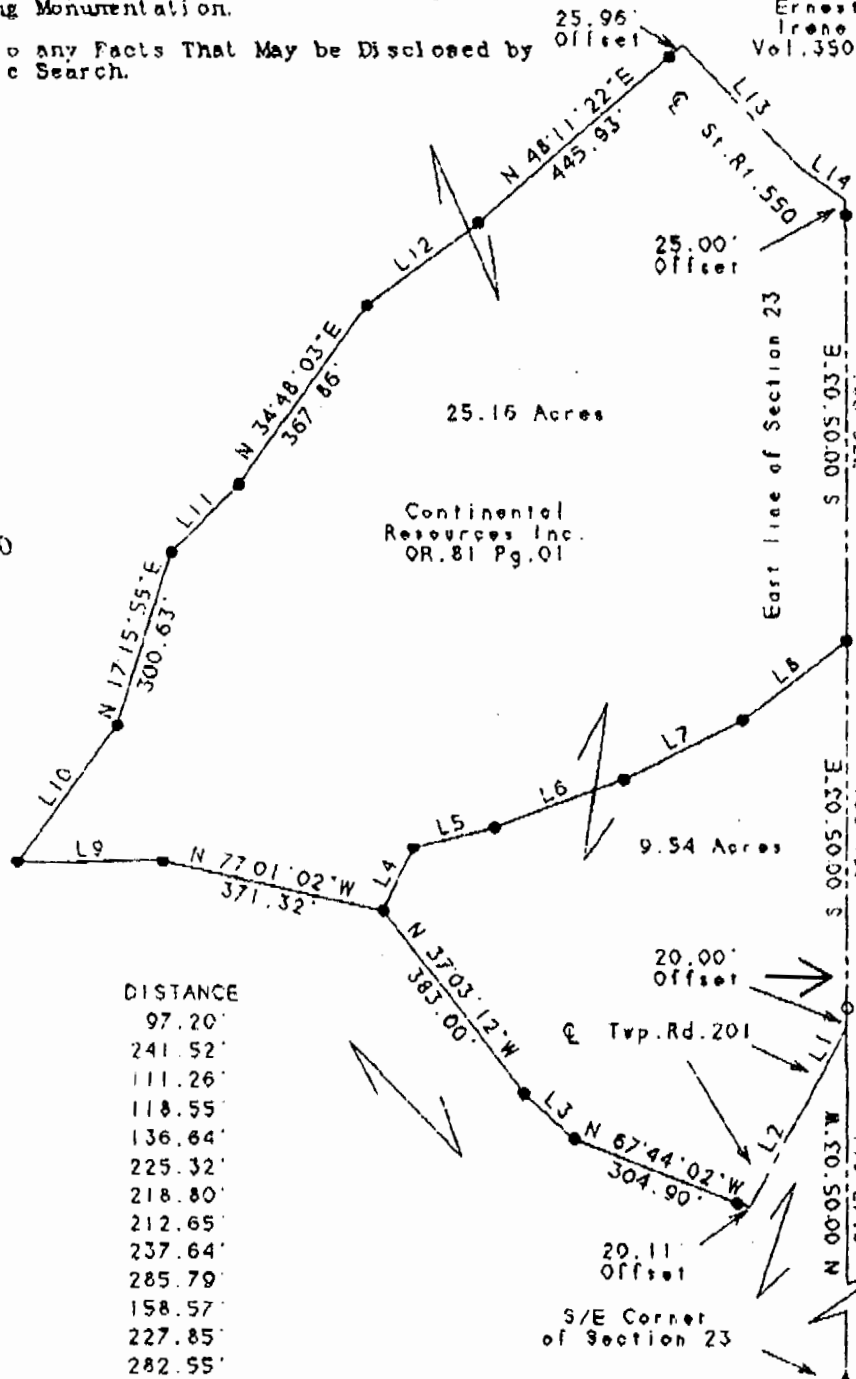 Monumentation.
any Facts That May be Disclosed by
Search.
25.96'
Offset
Ernest
Irene
Vol.350
N 48°11'22"E
445.93'
L13
℄ St.Rt.550
L14
L12
25.00'
Offset
N 34°48'03"E
367.86'
25.16 Acres
East line of Section 23
S 00°05'03"E
L11
Continental
Resources Inc.
OR.81 Pg.01
N 17°15'55"E
300.63'
L8
L10
L7
L6
L5
9.54 Acres
S 00°05'03"E
L9
N 77°01'02"W
371.32'
L4
N 37°03'12"W
383.00'
20.00'
Offset
℄ Twp.Rd.201
L1
L2
L3
N 67°44'02"W
304.90'
N 00°05'03"W
20.11'
Offset
S/E Corner
of Section 23
DISTANCE
97.20'
241.52'
111.26'
118.55'
136.64'
225.32'
218.80'
212.65'
237.64'
285.79'
158.57'
227.85'
282.55'